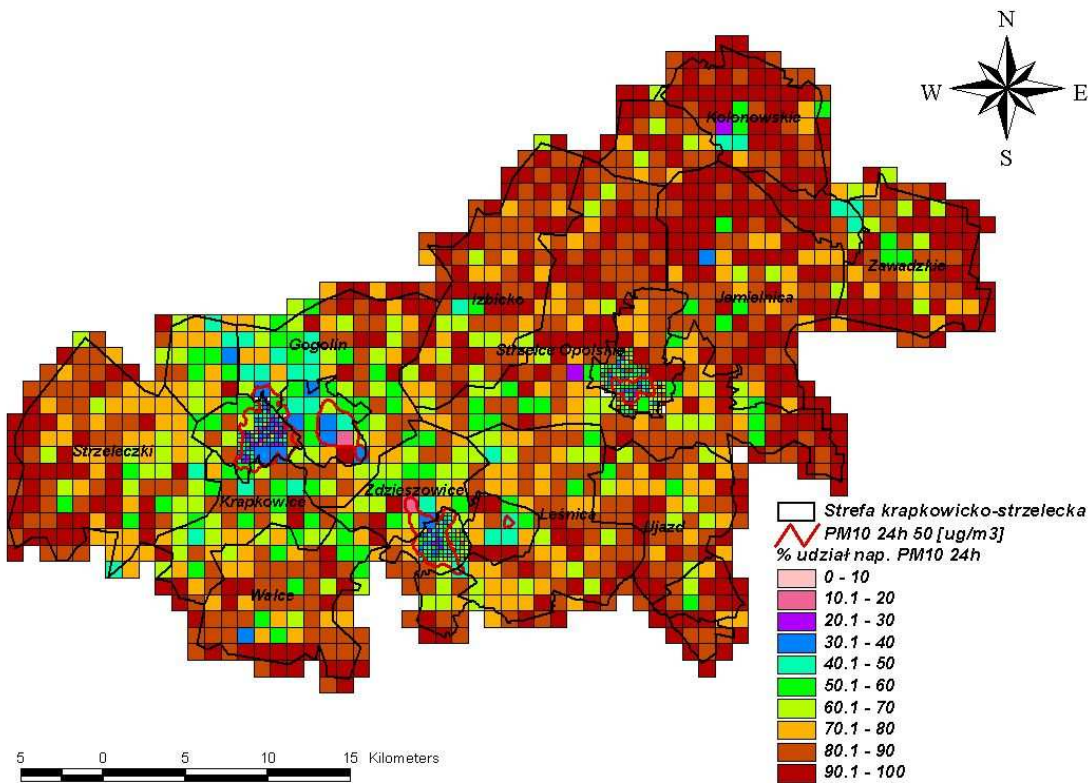 N
W E
S
Kolonowskie
Zawadzkie
Jemielnica
Izbicko
Strzelce Opolskie
Gogolin
Strzeleczki
Krapkowice
Zdzieszowice
Leśnica
Ujazd
Walce
Strefa krapkowicko-strzelecka
PM10 24h 50 [ug/m3]
% udział nap. PM10 24h
0 - 10
10.1 - 20
20.1 - 30
30.1 - 40
40.1 - 50
50.1 - 60
60.1 - 70
70.1 - 80
80.1 - 90
90.1 - 100
5 0 5 10 15 Kilometers